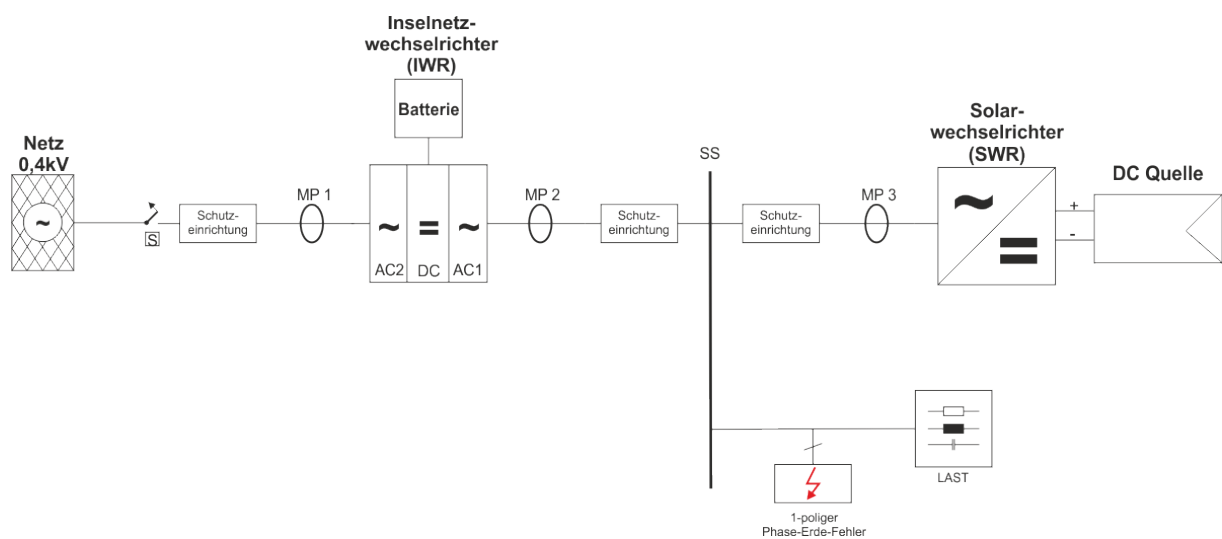 Inselnetz-
wechselrichter
(IWR)
Batterie
Netz
0,4kV
~
S
Schutz-
einrichtung
MP 1
~
=
~
AC2
DC
AC1
MP 2
Schutz-
einrichtung
SS
Schutz-
einrichtung
MP 3
Solar-
wechselrichter
(SWR)
~
=
+
-
DC Quelle
LAST
1-poliger
Phase-Erde-Fehler